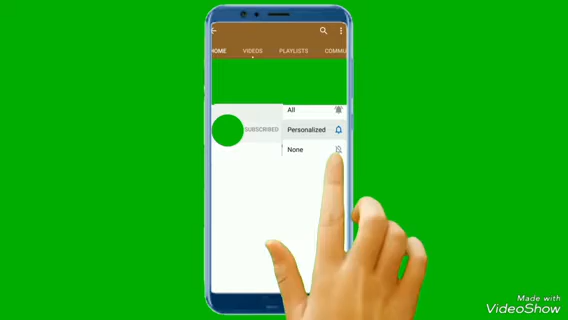 HOME VIDEOS PLAYLISTS COMMU
All
SUBSCRIBED Personalized
None
Made with
VideoShow